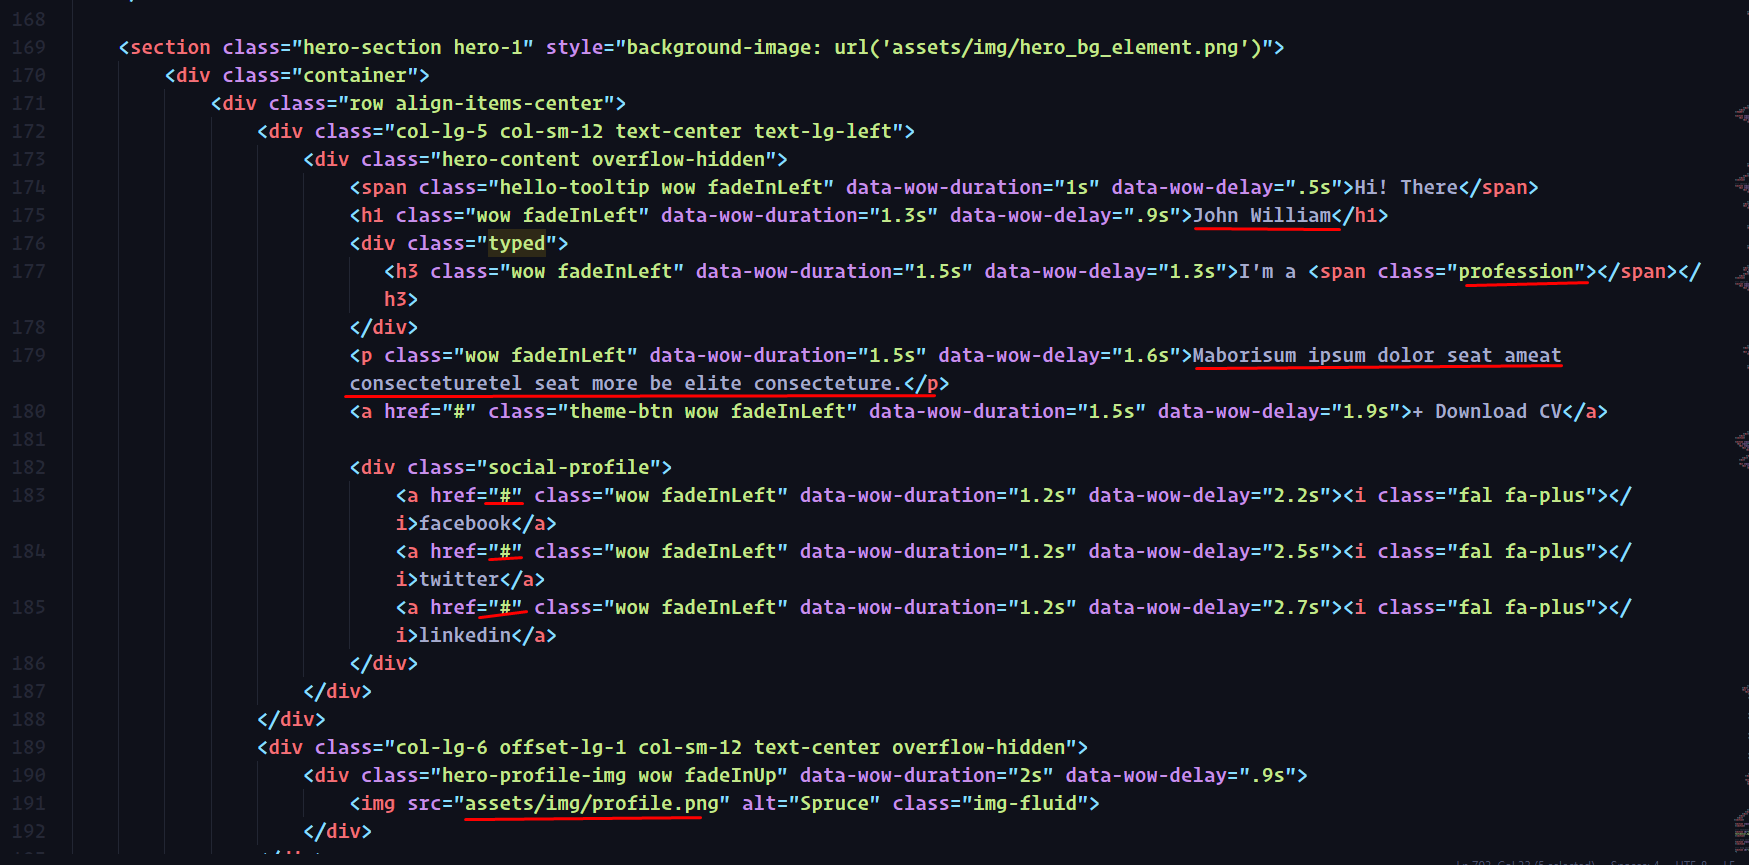 168
169 <section class="hero-section hero-1" style="background-image: url('assets/img/hero_bg_element.png')">
170 <div class="container">
171 <div class="row align-items-center">
172 <div class="col-lg-5 col-sm-12 text-center text-lg-left">
173 <div class="hero-content overflow-hidden">
174 <span class="hello-tooltip wow fadeInLeft" data-wow-duration="1s" data-wow-delay=".5s">Hi! There</span>
175 <h1 class="wow fadeInLeft" data-wow-duration="1.3s" data-wow-delay=".9s">John William</h1>
176 <div class="typed">
177 <h3 class="wow fadeInLeft" data-wow-duration="1.5s" data-wow-delay="1.3s">I'm a <span class="profession"></span></
h3>
178 </div>
179 <p class="wow fadeInLeft" data-wow-duration="1.5s" data-wow-delay="1.6s">Maborisum ipsum dolor seat ameat
consecteturetel seat more be elite consecteture.</p>
180 <a href="#" class="theme-btn wow fadeInLeft" data-wow-duration="1.5s" data-wow-delay="1.9s">+ Download CV</a>
181
182 <div class="social-profile">
183 <a href="#" class="wow fadeInLeft" data-wow-duration="1.2s" data-wow-delay="2.2s"><i class="fal fa-plus"></
i>facebook</a>
184 <a href="#" class="wow fadeInLeft" data-wow-duration="1.2s" data-wow-delay="2.5s"><i class="fal fa-plus"></
i>twitter</a>
185 <a href="#" class="wow fadeInLeft" data-wow-duration="1.2s" data-wow-delay="2.7s"><i class="fal fa-plus"></
i>linkedin</a>
186 </div>
187 </div>
188 </div>
189 <div class="col-lg-6 offset-lg-1 col-sm-12 text-center overflow-hidden">
190 <div class="hero-profile-img wow fadeInUp" data-wow-duration="2s" data-wow-delay=".9s">
191 <img src="assets/img/profile.png" alt="Spruce" class="img-fluid">
192 </div>